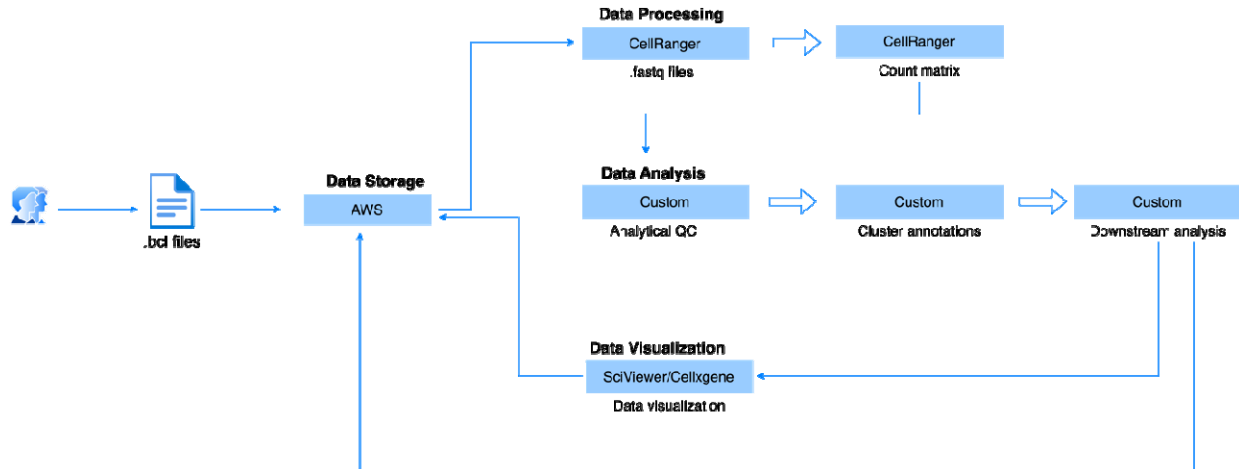 Data Processing
CellRanger
.fastq files
CellRanger
Count matrix
.bcl files
Data Storage
AWS
Data Analysis
Custom
Analytical QC
Custom
Cluster annotations
Custom
Downstream analysis
Data Visualization
SciViewer/Cellxgene
Data visualization